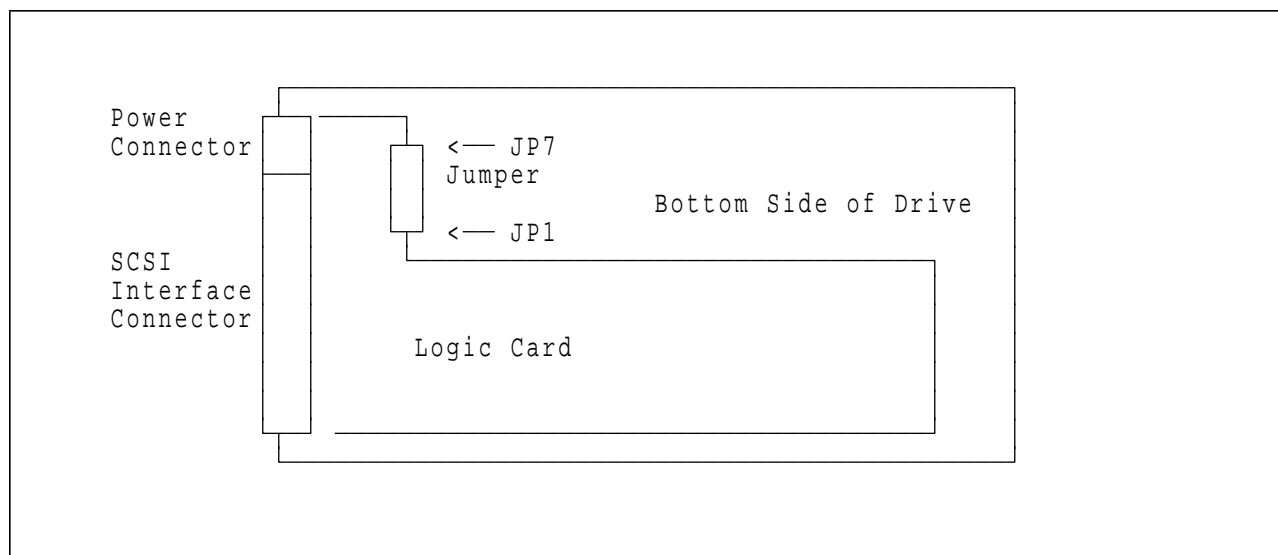 Power
Connector
<—— JP7
Jumper
Bottom Side of Drive
<—— JP1
SCSI
Interface
Connector
Logic Card